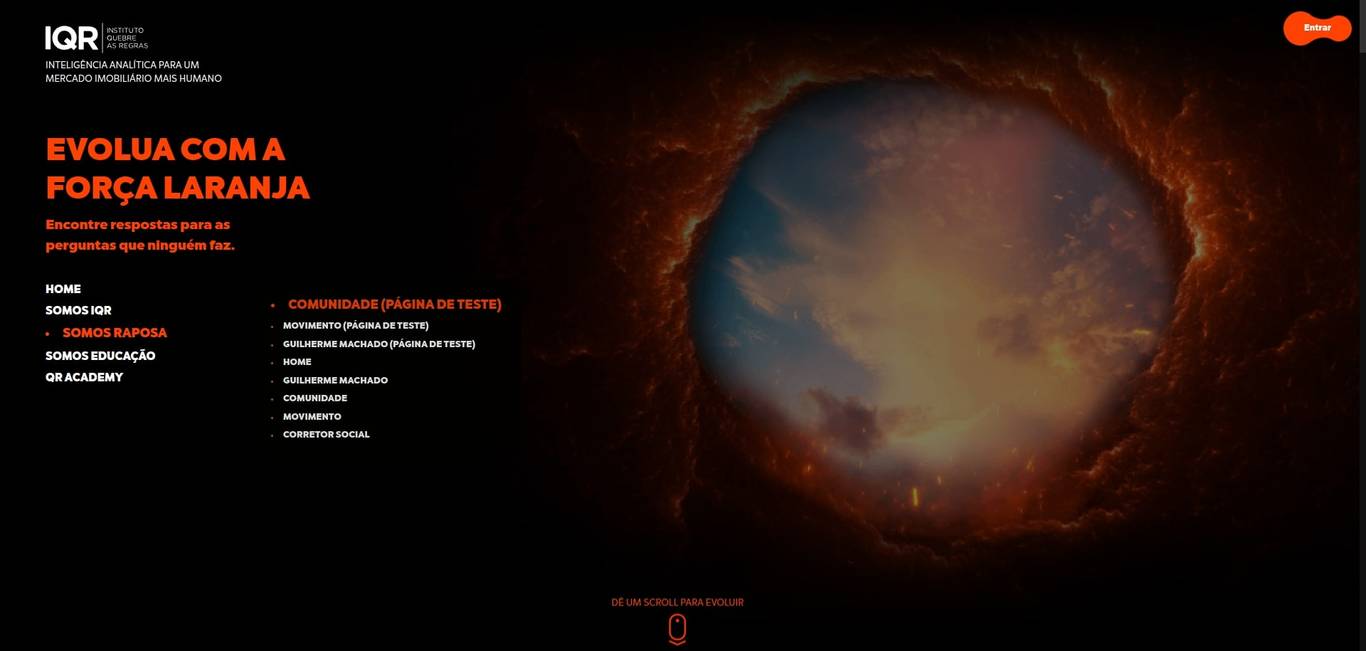 IQR
INSTITUTO
QUEBRE
AS REGRAS
INTELIGÊNCIA ANALÍTICA PARA UM
MERCADO IMOBILIÁRIO MAIS HUMANO
Entrar
EVOLUA COM A
FORÇA LARANJA
Encontre respostas para as
perguntas que ninguém faz.
HOME
SOMOS IQR
SOMOS RAPOSA
SOMOS EDUCAÇÃO
QR ACADEMY
COMUNIDADE (PÁGINA DE TESTE)
MOVIMENTO (PÁGINA DE TESTE)
GUILHERME MACHADO (PÁGINA DE TESTE)
HOME
GUILHERME MACHADO
COMUNIDADE
MOVIMENTO
CORRETOR SOCIAL
DÊ UM SCROLL PARA EVOLUIR